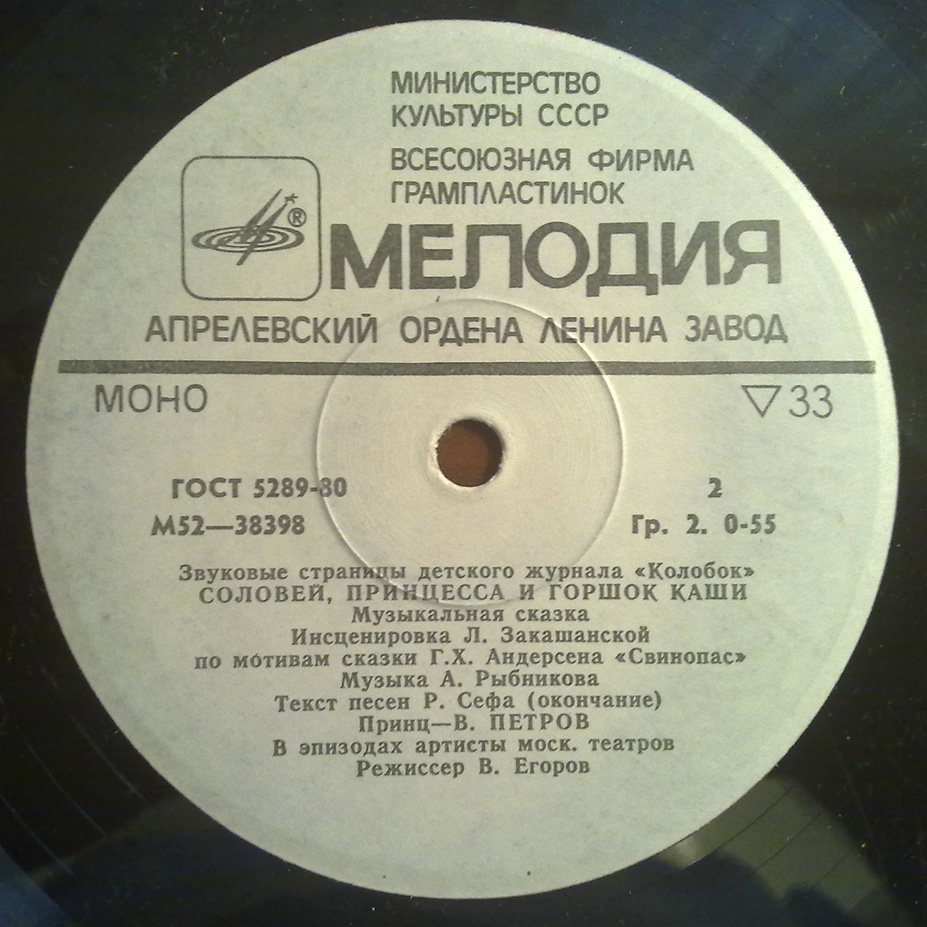 МИНИСТЕРСТВО
КУЛЬТУРЫ СССР
ВСЕСОЮЗНАЯ ФИРМА
ГРАМПЛАСТИНОК
®
МЕЛОДИЯ
АПРЕЛЕВСКИЙ ОРДЕНА ЛЕНИНА ЗАВОД
МОНО ▽33
ГОСТ 5289-80 2
М52—38398 Гр. 2. 0-55
Звуковые страницы детского журнала «Колобок»
СОЛОВЕЙ, ПРИНЦЕССА И ГОРШОК КАШИ
Музыкальная сказка
Инсценировка Л. Закашанской
по мотивам сказки Г.Х. Андерсена «Свинопас»
Музыка А. Рыбникова
Текст песен Р. Сефа (окончание)
Принц—В. ПЕТРОВ
В эпизодах артисты моск. театров
Режиссер В. Егоров